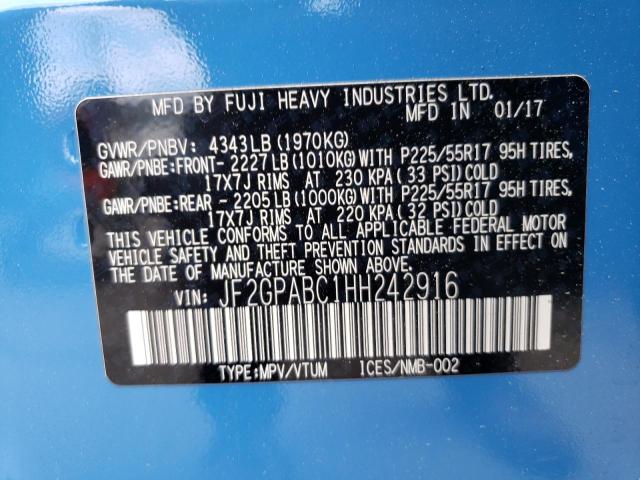 MFD BY FUJI HEAVY INDUSTRIES LTD.
MFD IN 01/17
GVWR/PNBV: 4343LB (1970KG)
GAWR/PNBE:FRONT- 2227LB (1010KG)WITH P225/55R17 95H TIRES,
17X7J RIMS AT 230 KPA (33 PSI) COLD
GAWR/PNBE:REAR - 2205LB (1000KG)WITH P225/55R17 95H TIRES,
17X7J RIMS AT 220 KPA (32 PSI) COLD
THIS VEHICLE CONFORMS TO ALL APPLICABLE FEDERAL MOTOR
VEHICLE SAFETY AND THEFT PREVENTION STANDARDS IN EFFECT ON
THE DATE OF MANUFACTURE SHOWN ABOVE.
VIN: JF2GPABC1HH242916
TYPE:MPV/VTUM ICES/NMB-002